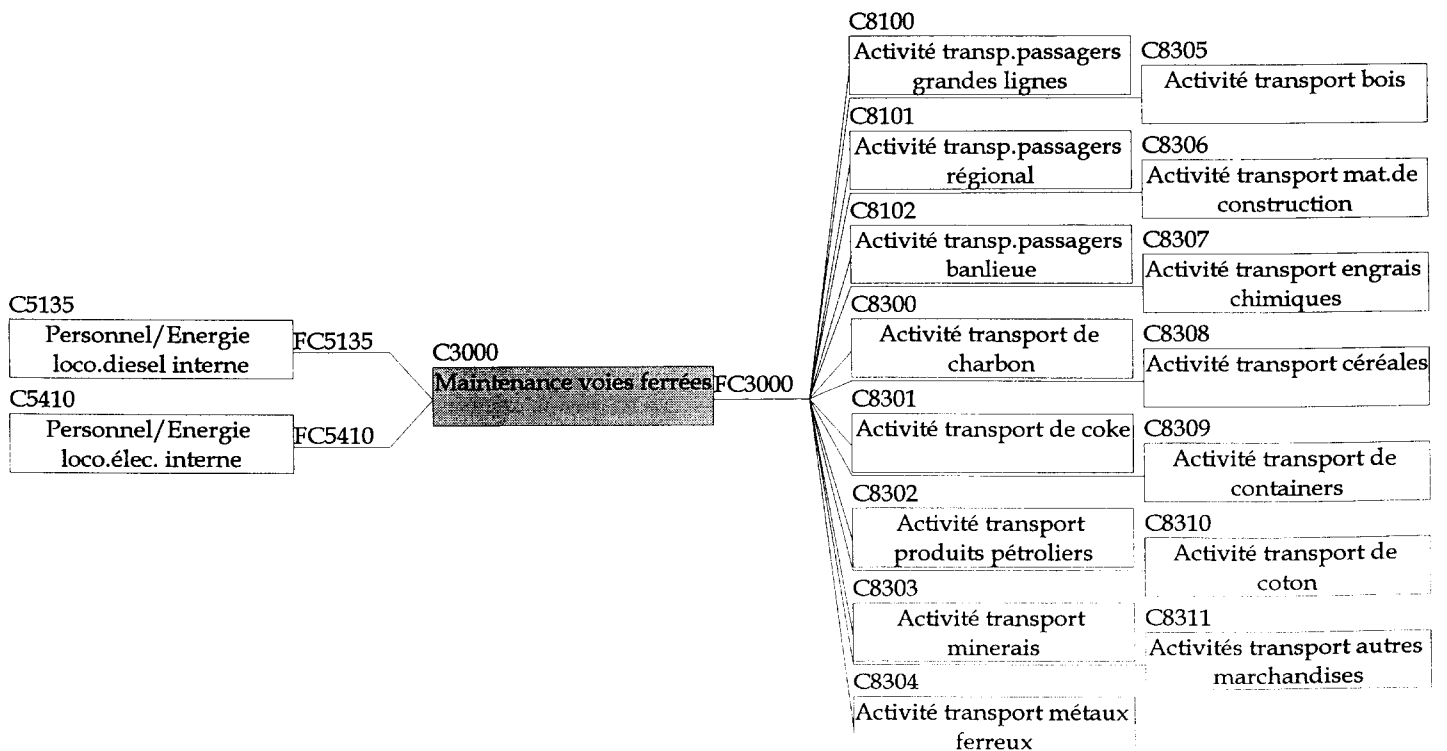 C5135
Personnel/Energie
loco.diesel interne
FC5135
C5410
Personnel/Energie
loco.élec. interne
FC5410
C3000
Maintenance voies ferrées
FC3000
C8100
Activité transp.passagers
grandes lignes
C8101
Activité transp.passagers
régional
C8102
Activité transp.passagers
banlieue
C8300
Activité transport de
charbon
C8301
Activité transport de coke
C8302
Activité transport
produits pétroliers
C8303
Activité transport
minerais
C8304
Activité transport métaux
ferreux
C8305
Activité transport bois
C8306
Activité transport mat.de
construction
C8307
Activité transport engrais
chimiques
C8308
Activité transport céréales
C8309
Activité transport de
containers
C8310
Activité transport de
coton
C8311
Activités transport autres
marchandises